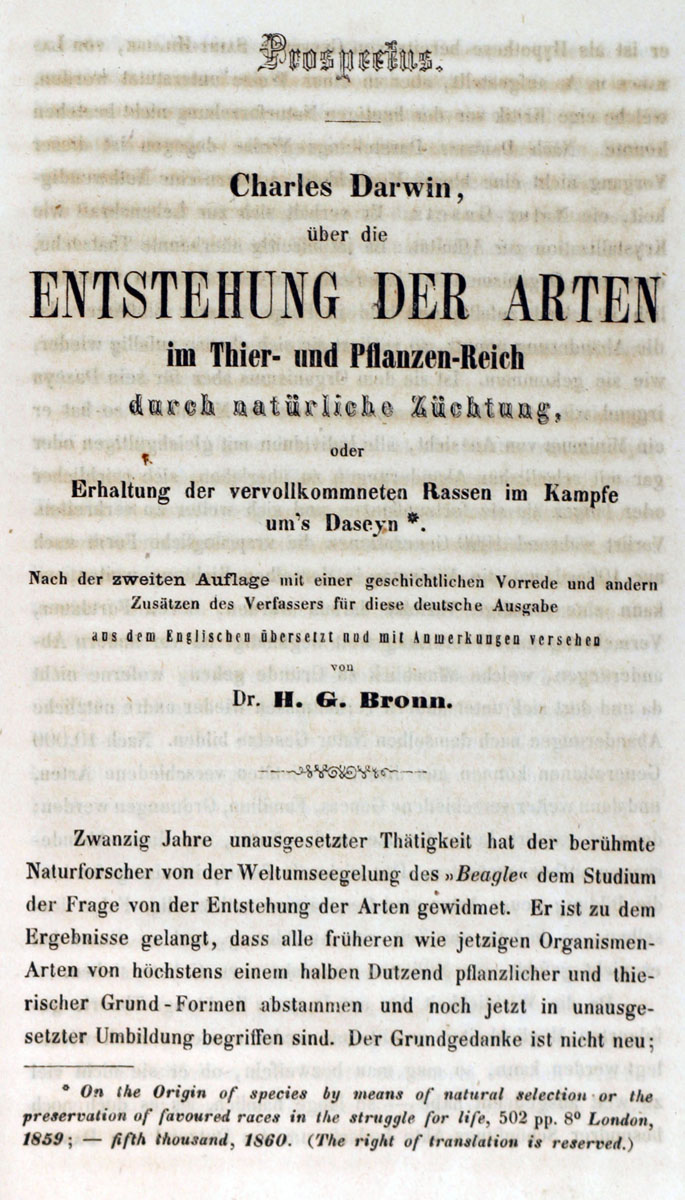 Prospectus.
Charles Darwin,
über die
ENTSTEHUNG DER ARTEN
im Thier- und Pflanzen-Reich
durch natürliche Züchtung,
oder
Erhaltung der vervollkommneten Rassen im Kampfe
um's Daseyn *.
Nach der zweiten Auflage mit einer geschichtlichen Vorrede und andern
Zusätzen des Verfassers für diese deutsche Ausgabe
aus dem Englischen übersetzt und mit Anmerkungen versehen
von
Dr. H. G. Bronn.
Zwanzig Jahre unausgesetzter Thätigkeit hat der berühmte
Naturforscher von der Weltumseegelung des »Beagle« dem Studium
der Frage von der Entstehung der Arten gewidmet. Er ist zu dem
Ergebnisse gelangt, dass alle früheren wie jetzigen Organismen-
Arten von höchstens einem halben Dutzend pflanzlicher und thie-
rischer Grund-Formen abstammen und noch jetzt in unausge-
setzter Umbildung begriffen sind. Der Grundgedanke ist nicht neu;
* On the Origin of species by means of natural selection or the
preservation of favoured races in the struggle for life, 502 pp. 8⁰ London,
1859; — fifth thousand, 1860. (The right of translation is reserved.)